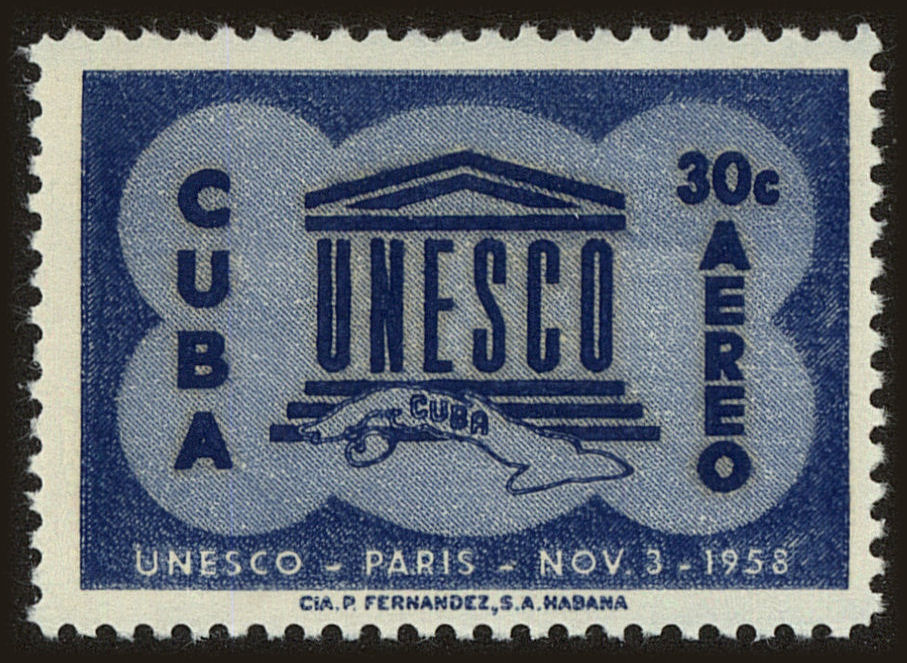 CUBA
30c
AEREO
UNESCO
CUBA
UNESCO - PARIS - NOV. 3 - 1958
CIA. P. FERNANDEZ, S.A. HABANA